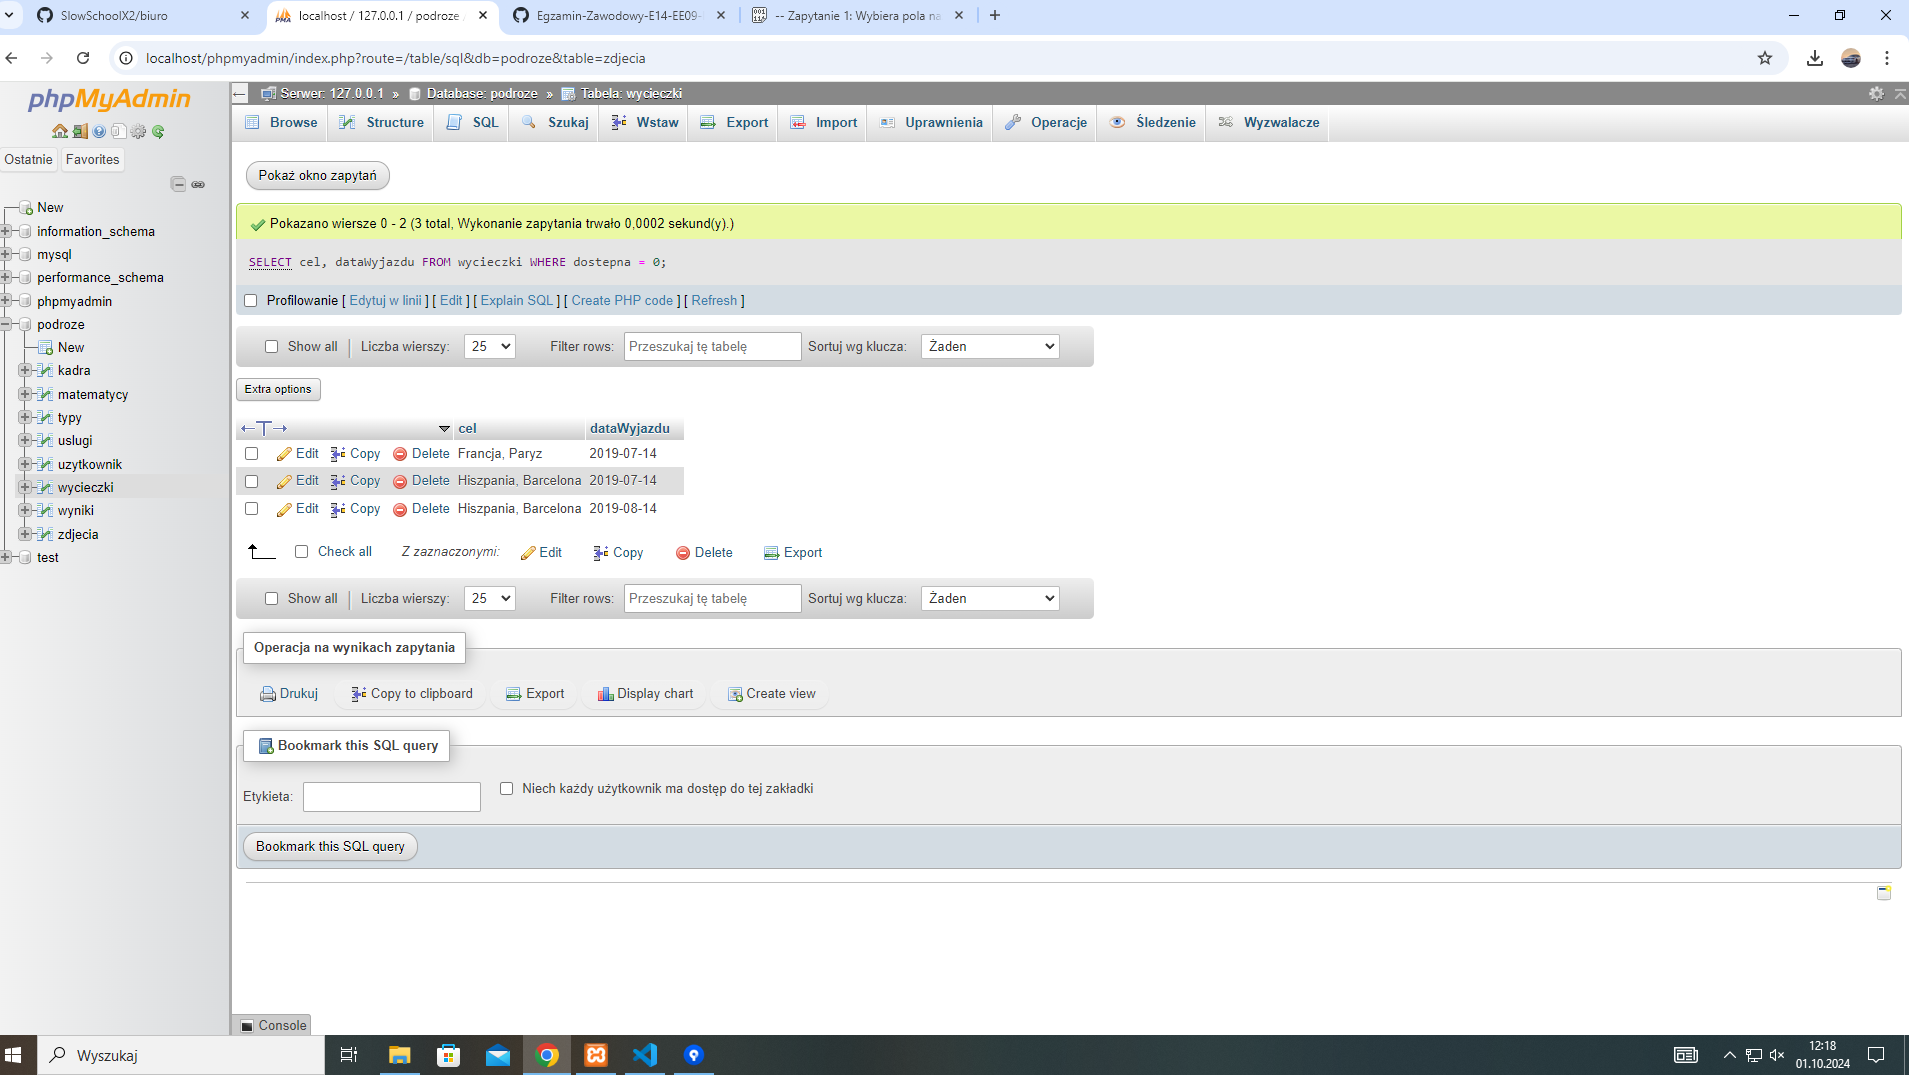 SlowSchoolX2/biuro
localhost / 127.0.0.1 / podroze
Egzamin-Zawodowy-E14-EE09-
-- Zapytanie 1: Wybiera pola na
localhost/phpmyadmin/index.php?route=/table/sql&db=podroze&table=zdjecia
phpMyAdmin
Serwer: 127.0.0.1 » Database: podroze » Tabela: wycieczki
Browse Structure SQL Szukaj Wstaw Export Import Uprawnienia Operacje Śledzenie Wyzwalacze
Ostatnie Favorites
New
information_schema
mysql
performance_schema
phpmyadmin
podroze
New
kadra
matematycy
typy
uslugi
uzytkownik
wycieczki
wyniki
zdjecia
test
Pokaż okno zapytań
Pokazano wiersze 0 - 2 (3 total, Wykonanie zapytania trwało 0,0002 sekund(y).)
SELECT cel, dataWyjazdu FROM wycieczki WHERE dostepna = 0;
Profilowanie [ Edytuj w linii ] [ Edit ] [ Explain SQL ] [ Create PHP code ] [ Refresh ]
Show all Liczba wierszy: 25 Filter rows: Przeszukaj tę tabelę Sortuj wg klucza: Żaden
Extra options
←T→ cel dataWyjazdu
Edit Copy Delete Francja, Paryz 2019-07-14
Edit Copy Delete Hiszpania, Barcelona 2019-07-14
Edit Copy Delete Hiszpania, Barcelona 2019-08-14
Check all Z zaznaczonymi: Edit Copy Delete Export
Show all Liczba wierszy: 25 Filter rows: Przeszukaj tę tabelę Sortuj wg klucza: Żaden
Operacja na wynikach zapytania
Drukuj Copy to clipboard Export Display chart Create view
Bookmark this SQL query
Etykieta: Niech każdy użytkownik ma dostęp do tej zakładki
Bookmark this SQL query
Console
Wyszukaj
12:18
01.10.2024